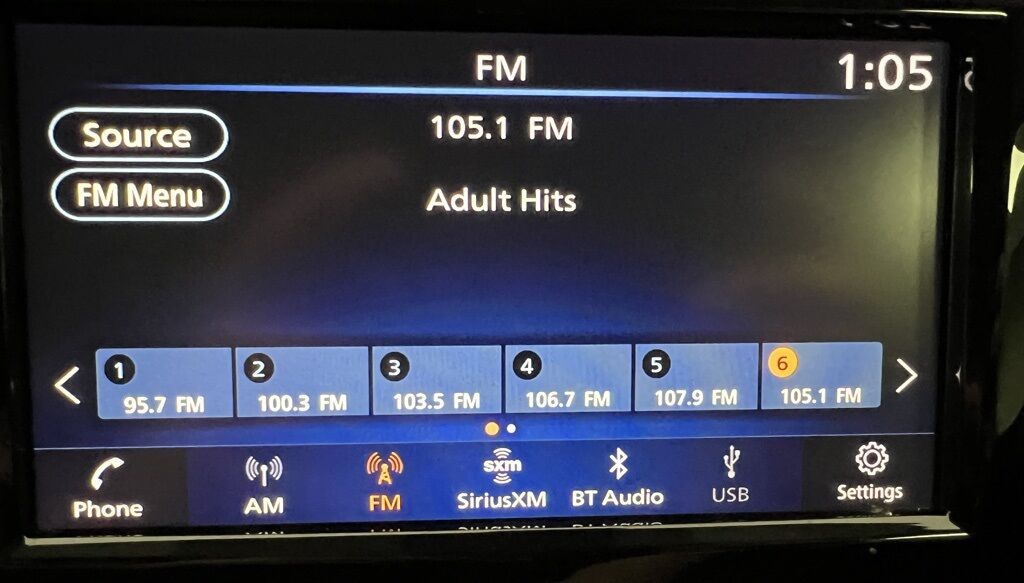 FM
1:05
Source
105.1 FM
FM Menu
Adult Hits
1
2
3
4
5
6
95.7 FM
100.3 FM
103.5 FM
106.7 FM
107.9 FM
105.1 FM
Phone
AM
FM
sxm
SiriusXM
BT Audio
USB
Settings